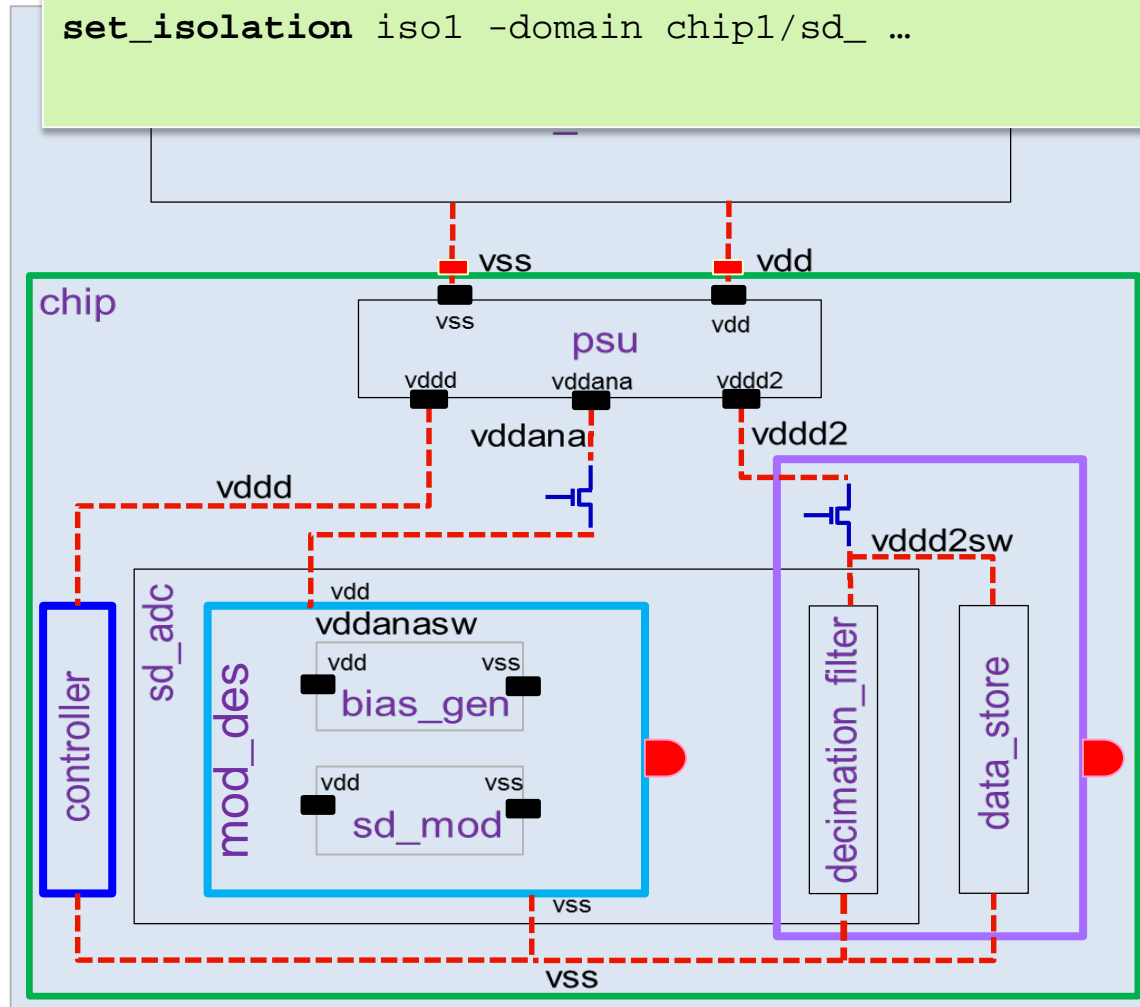 set_isolation iso1 -domain chip1/sd_ …
vss
vdd
chip
vss
vdd
psu
vddd
vddana
vddd2
vddana
vddd2
vddd
vddd2sw
vdd
vddanasw
sd_adc
mod_des
controller
vdd
vss
bias_gen
vdd
vss
sd_mod
decimation_filter
data_store
vss
vss